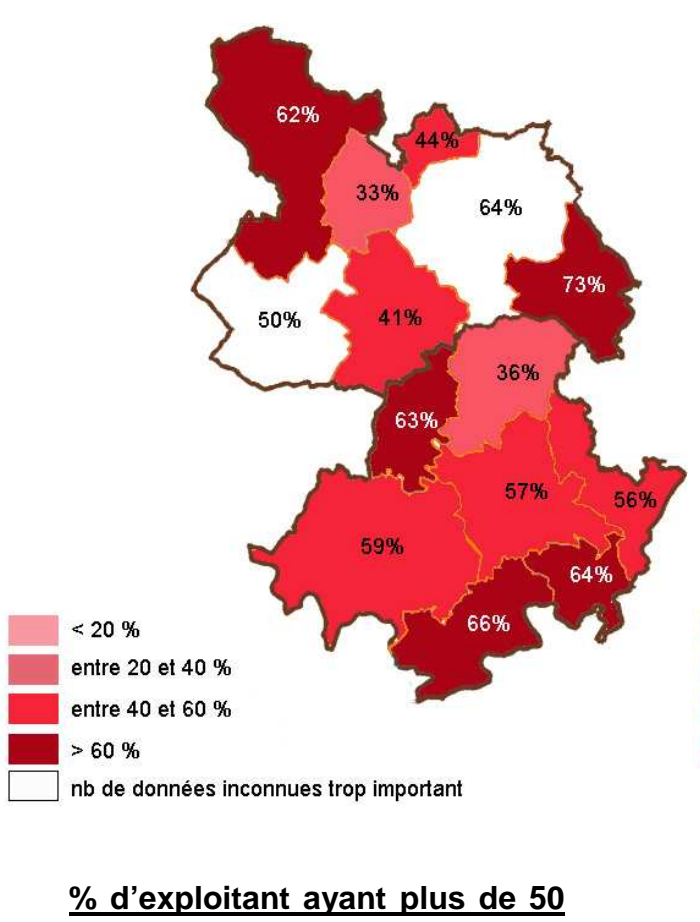 62%
44%
33%
64%
73%
50%
41%
36%
63%
57%
56%
59%
64%
66%
< 20 %
entre 20 et 40 %
entre 40 et 60 %
> 60 %
nb de données inconnues trop important
% d’exploitant ayant plus de 50